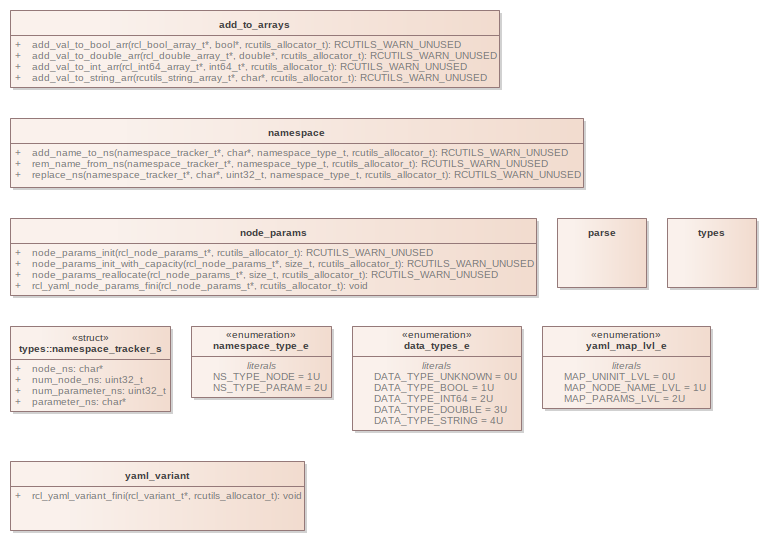 add_to_arrays
+ add_val_to_bool_arr(rcl_bool_array_t*, bool*, rcutils_allocator_t): RCUTILS_WARN_UNUSED
+ add_val_to_double_arr(rcl_double_array_t*, double*, rcutils_allocator_t): RCUTILS_WARN_UNUSED
+ add_val_to_int_arr(rcl_int64_array_t*, int64_t*, rcutils_allocator_t): RCUTILS_WARN_UNUSED
+ add_val_to_string_arr(rcutils_string_array_t*, char*, rcutils_allocator_t): RCUTILS_WARN_UNUSED
namespace
+ add_name_to_ns(namespace_tracker_t*, char*, namespace_type_t, rcutils_allocator_t): RCUTILS_WARN_UNUSED
+ rem_name_from_ns(namespace_tracker_t*, namespace_type_t, rcutils_allocator_t): RCUTILS_WARN_UNUSED
+ replace_ns(namespace_tracker_t*, char*, uint32_t, namespace_type_t, rcutils_allocator_t): RCUTILS_WARN_UNUSED
node_params
+ node_params_init(rcl_node_params_t*, rcutils_allocator_t): RCUTILS_WARN_UNUSED
+ node_params_init_with_capacity(rcl_node_params_t*, size_t, rcutils_allocator_t): RCUTILS_WARN_UNUSED
+ node_params_reallocate(rcl_node_params_t*, size_t, rcutils_allocator_t): RCUTILS_WARN_UNUSED
+ rcl_yaml_node_params_fini(rcl_node_params_t*, rcutils_allocator_t): void
parse
types
«struct»
types::namespace_tracker_s
+ node_ns: char*
+ num_node_ns: uint32_t
+ num_parameter_ns: uint32_t
+ parameter_ns: char*
«enumeration»
namespace_type_e
literals
NS_TYPE_NODE = 1U
NS_TYPE_PARAM = 2U
«enumeration»
data_types_e
literals
DATA_TYPE_UNKNOWN = 0U
DATA_TYPE_BOOL = 1U
DATA_TYPE_INT64 = 2U
DATA_TYPE_DOUBLE = 3U
DATA_TYPE_STRING = 4U
«enumeration»
yaml_map_lvl_e
literals
MAP_UNINIT_LVL = 0U
MAP_NODE_NAME_LVL = 1U
MAP_PARAMS_LVL = 2U
yaml_variant
+ rcl_yaml_variant_fini(rcl_variant_t*, rcutils_allocator_t): void